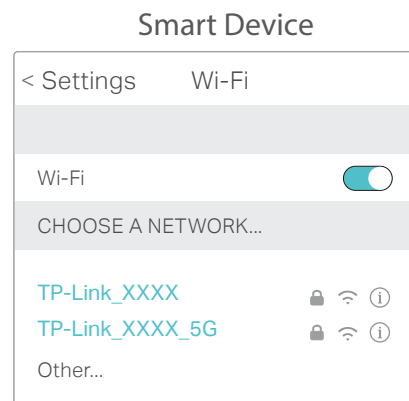 Smart Device
< Settings Wi-Fi
Wi-Fi
CHOOSE A NETWORK...
TP-Link_XXXX
TP-Link_XXXX_5G
Other...